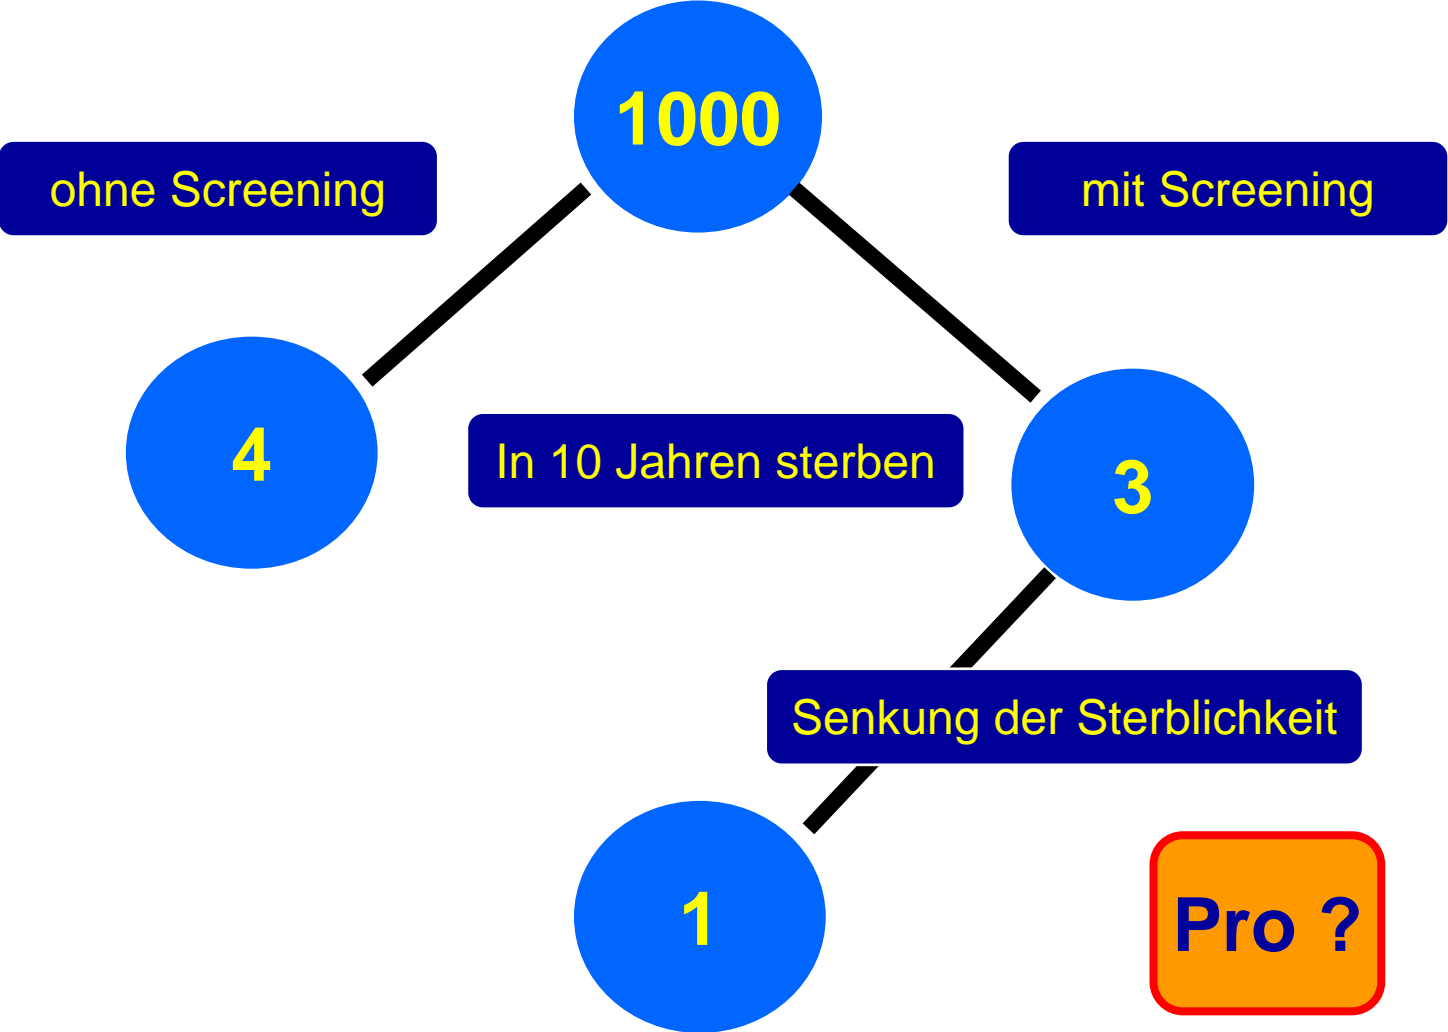 1000
ohne Screening
mit Screening
4
In 10 Jahren sterben
3
Senkung der Sterblichkeit
1
Pro ?